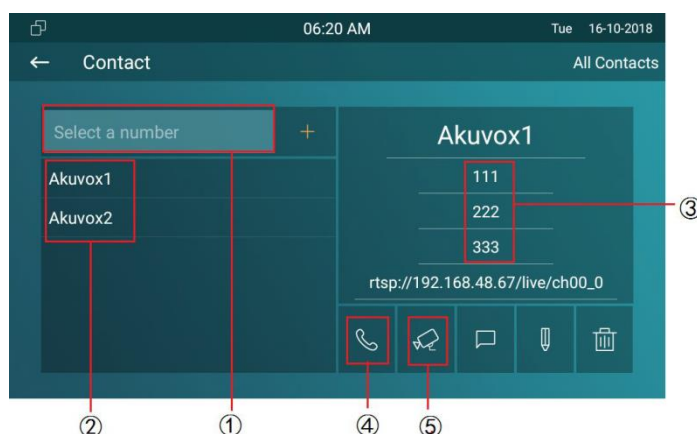 06:20 AM Tue 16-10-2018
← Contact All Contacts
Select a number +
Akuvox1
Akuvox2
Akuvox1
111
222
333
rtsp://192.168.48.67/live/ch00_0
③
② ① ④ ⑤